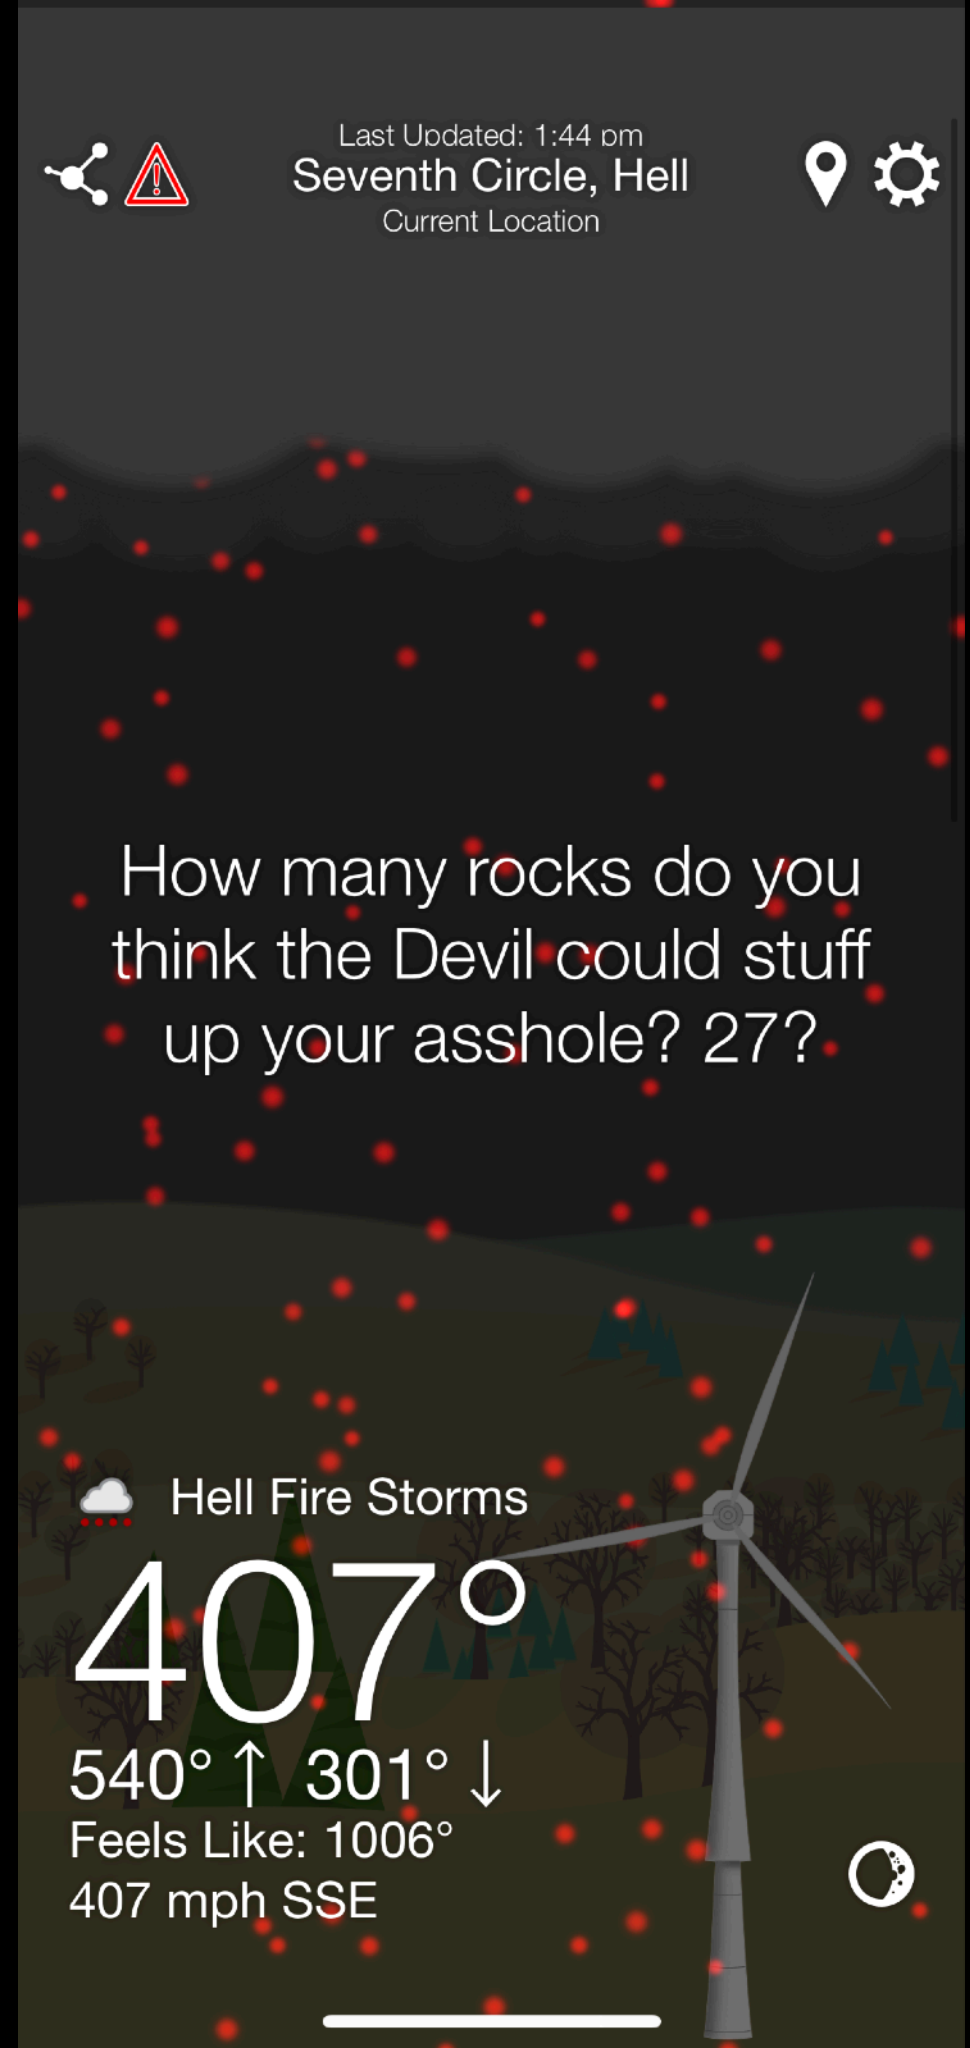 Last Updated: 1:44 pm
Seventh Circle, Hell
Current Location
How many rocks do you
think the Devil could stuff
up your asshole? 27?
Hell Fire Storms
407°
540° ↑ 301° ↓
Feels Like: 1006°
407 mph SSE